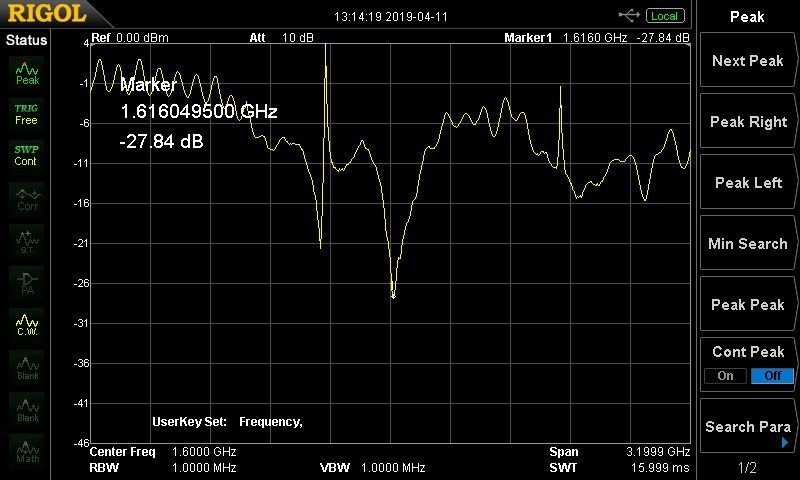 RIGOL
13:14:19 2019-04-11
Local
Status
Ref 0.00 dBm Att 10 dB Marker1 1.6160 GHz -27.84 dB
Peak
TRIG
Free
SWP
Cont
Corr
S.T.
PA
C.W.
Blank
Blank
Math
4
-1
-6
-11
-16
-21
-26
-31
-36
-41
-46
Marker
1.616049500 GHz
-27.84 dB
UserKey Set: Frequency,
Center Freq 1.6000 GHz Span 3.1999 GHz
RBW 1.0000 MHz VBW 1.0000 MHz SWT 15.999 ms
Peak
Next Peak
Peak Right
Peak Left
Min Search
Peak Peak
Cont Peak
On Off
Search Para
1/2